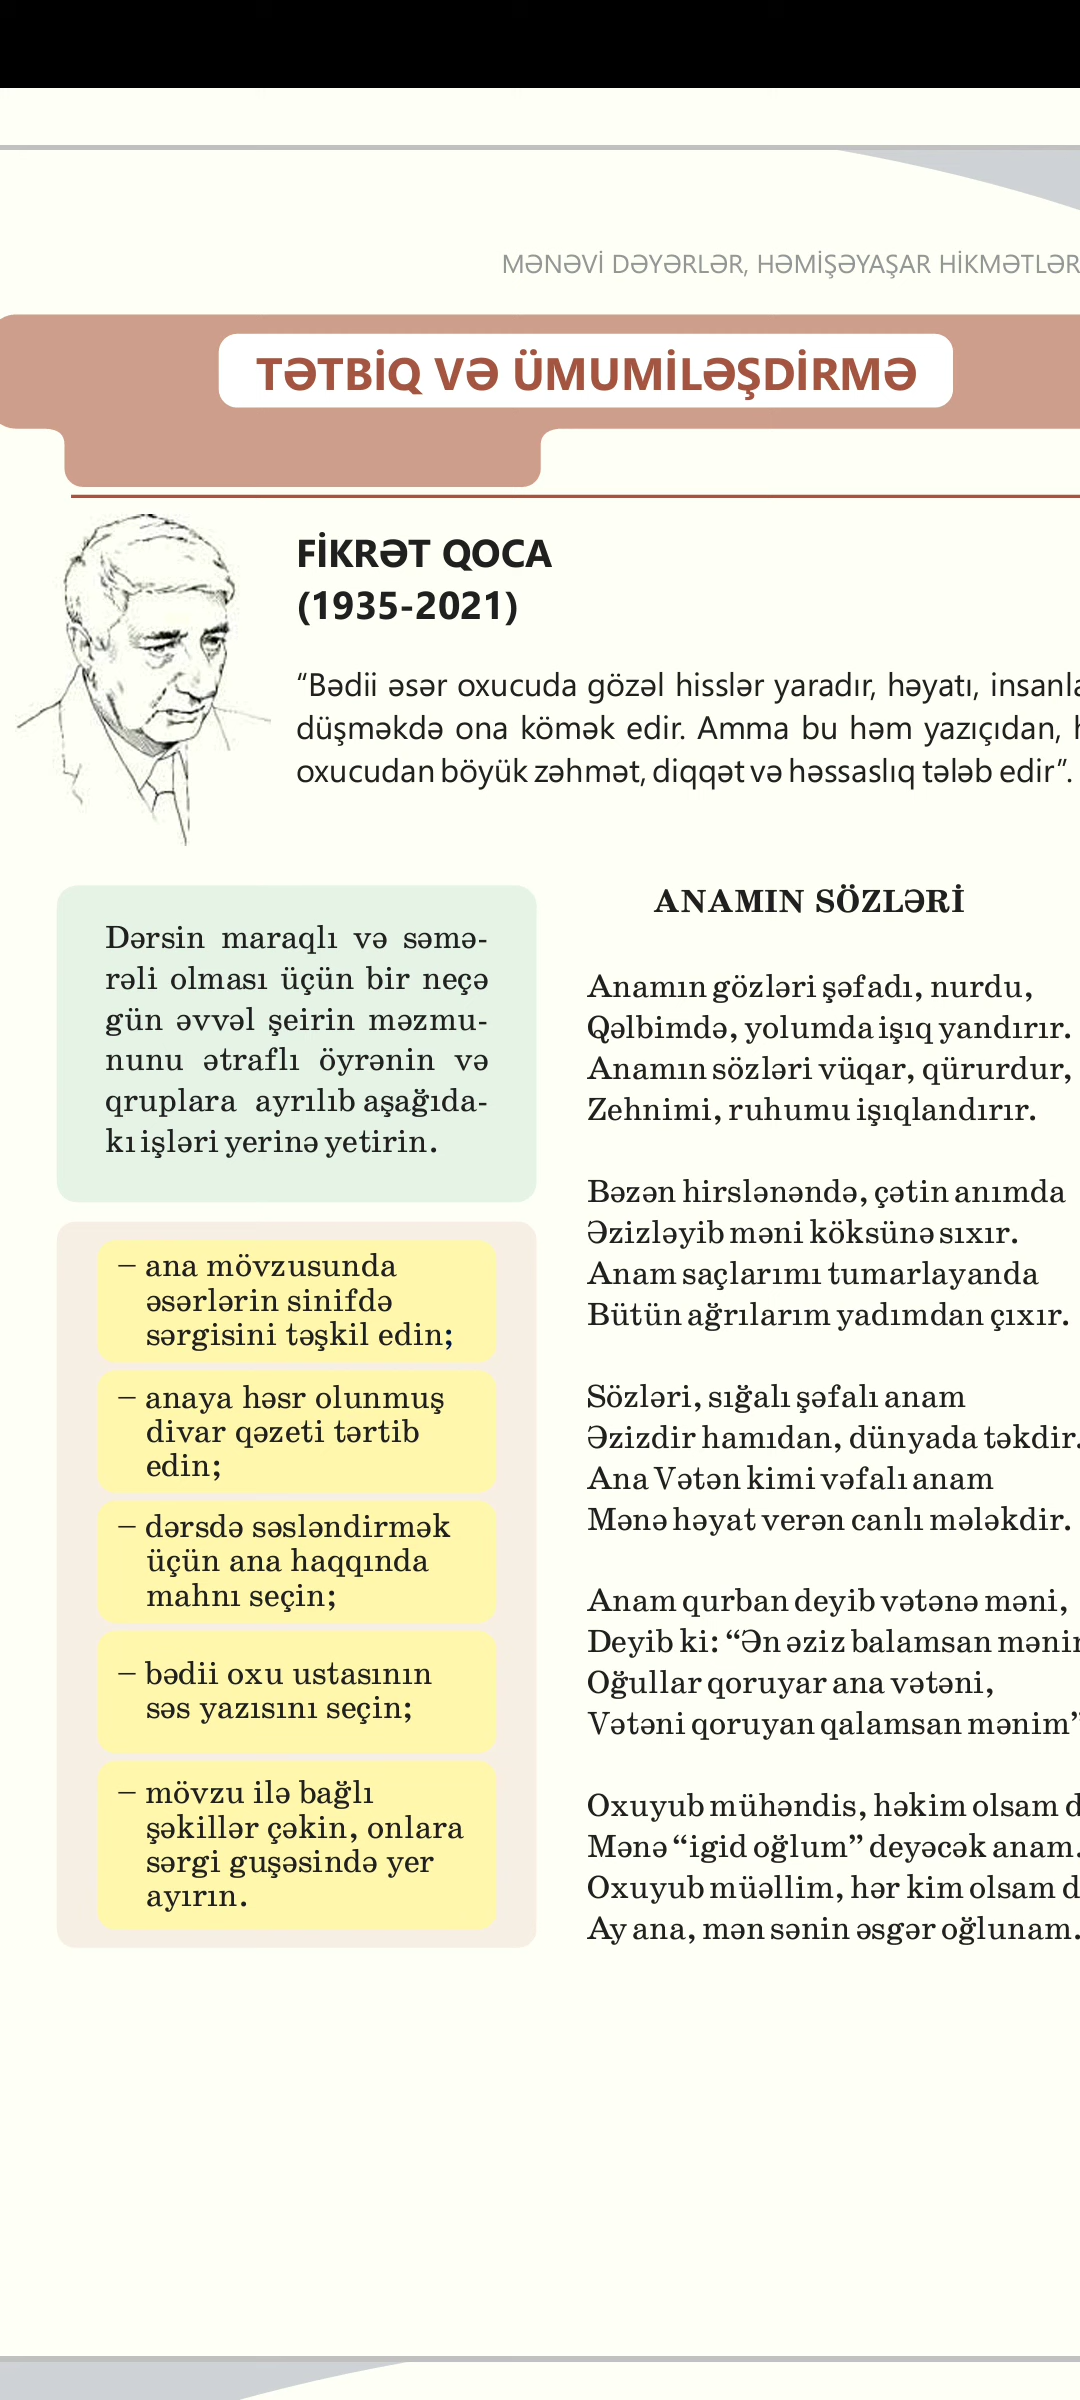 MƏNƏVİ DƏYƏRLƏR, HƏMİŞƏYAŞAR HİKMƏTLƏR
TƏTBİQ VƏ ÜMUMİLƏŞDİRMƏ
FİKRƏT QOCA
(1935-2021)
“Bədii əsər oxucuda gözəl hisslər yaradır, həyatı,
düşməkdə ona kömək edir. Amma bu həm yazıçıdan,
oxucudan böyük zəhmət, diqqət və həssaslıq tələb edir”.
Dərsin maraqlı və səmə-
rəli olması üçün bir neçə
gün əvvəl şeirin məzmu-
nunu ətraflı öyrənin və
qruplara ayrılıb aşağıda-
kı işləri yerinə yetirin.
– ana mövzusunda
əsərlərin sinifdə
sərgisini təşkil edin;
– anaya həsr olunmuş
divar qəzeti tərtib
edin;
– dərsdə səsləndirmək
üçün ana haqqında
mahnı seçin;
– bədii oxu ustasının
səs yazısını seçin;
– mövzu ilə bağlı
şəkillər çəkin, onlara
sərgi guşəsində yer
ayırın.
ANAMIN SÖZLƏRİ
Anamın gözləri şəfadı, nurdu,
Qəlbimdə, yolumda işıq yandırır.
Anamın sözləri vüqar, qürurdur,
Zehnimi, ruhumu işıqlandırır.
Bəzən hirslənəndə, çətin anımda
Əzizləyib məni köksünə sıxır.
Anam saçlarımı tumarlayanda
Bütün ağrılarım yadımdan çıxır.
Sözləri, sığalı şəfalı anam
Əzizdir hamıdan, dünyada təkdir.
Ana Vətən kimi vəfalı anam
Mənə həyat verən canlı mələkdir.
Anam qurban deyib vətənə məni,
Deyib ki: “Ən əziz balamsan
Oğullar qoruyar ana vətəni,
Vətəni qoruyan qalamsan mənim”
Oxuyub mühəndis, həkim olsam
Mənə “igid oğlum” deyəcək anam.
Oxuyub müəllim, hər kim olsam
Ay ana, mən sənin əsgər oğlunam.